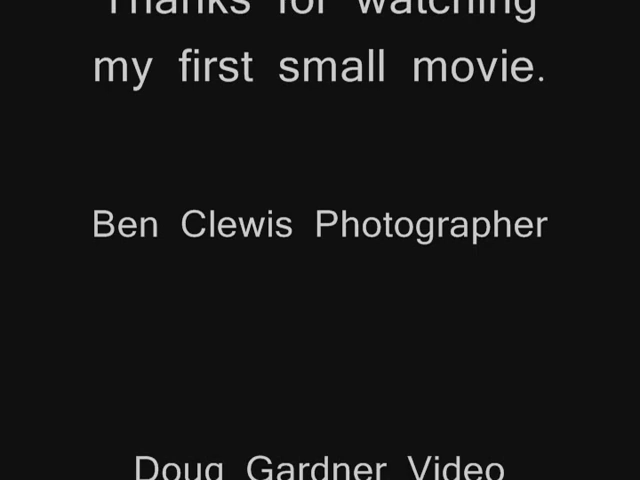 Thanks for watching
my first small movie.
Ben Clewis Photographer
Doug Gardner Video